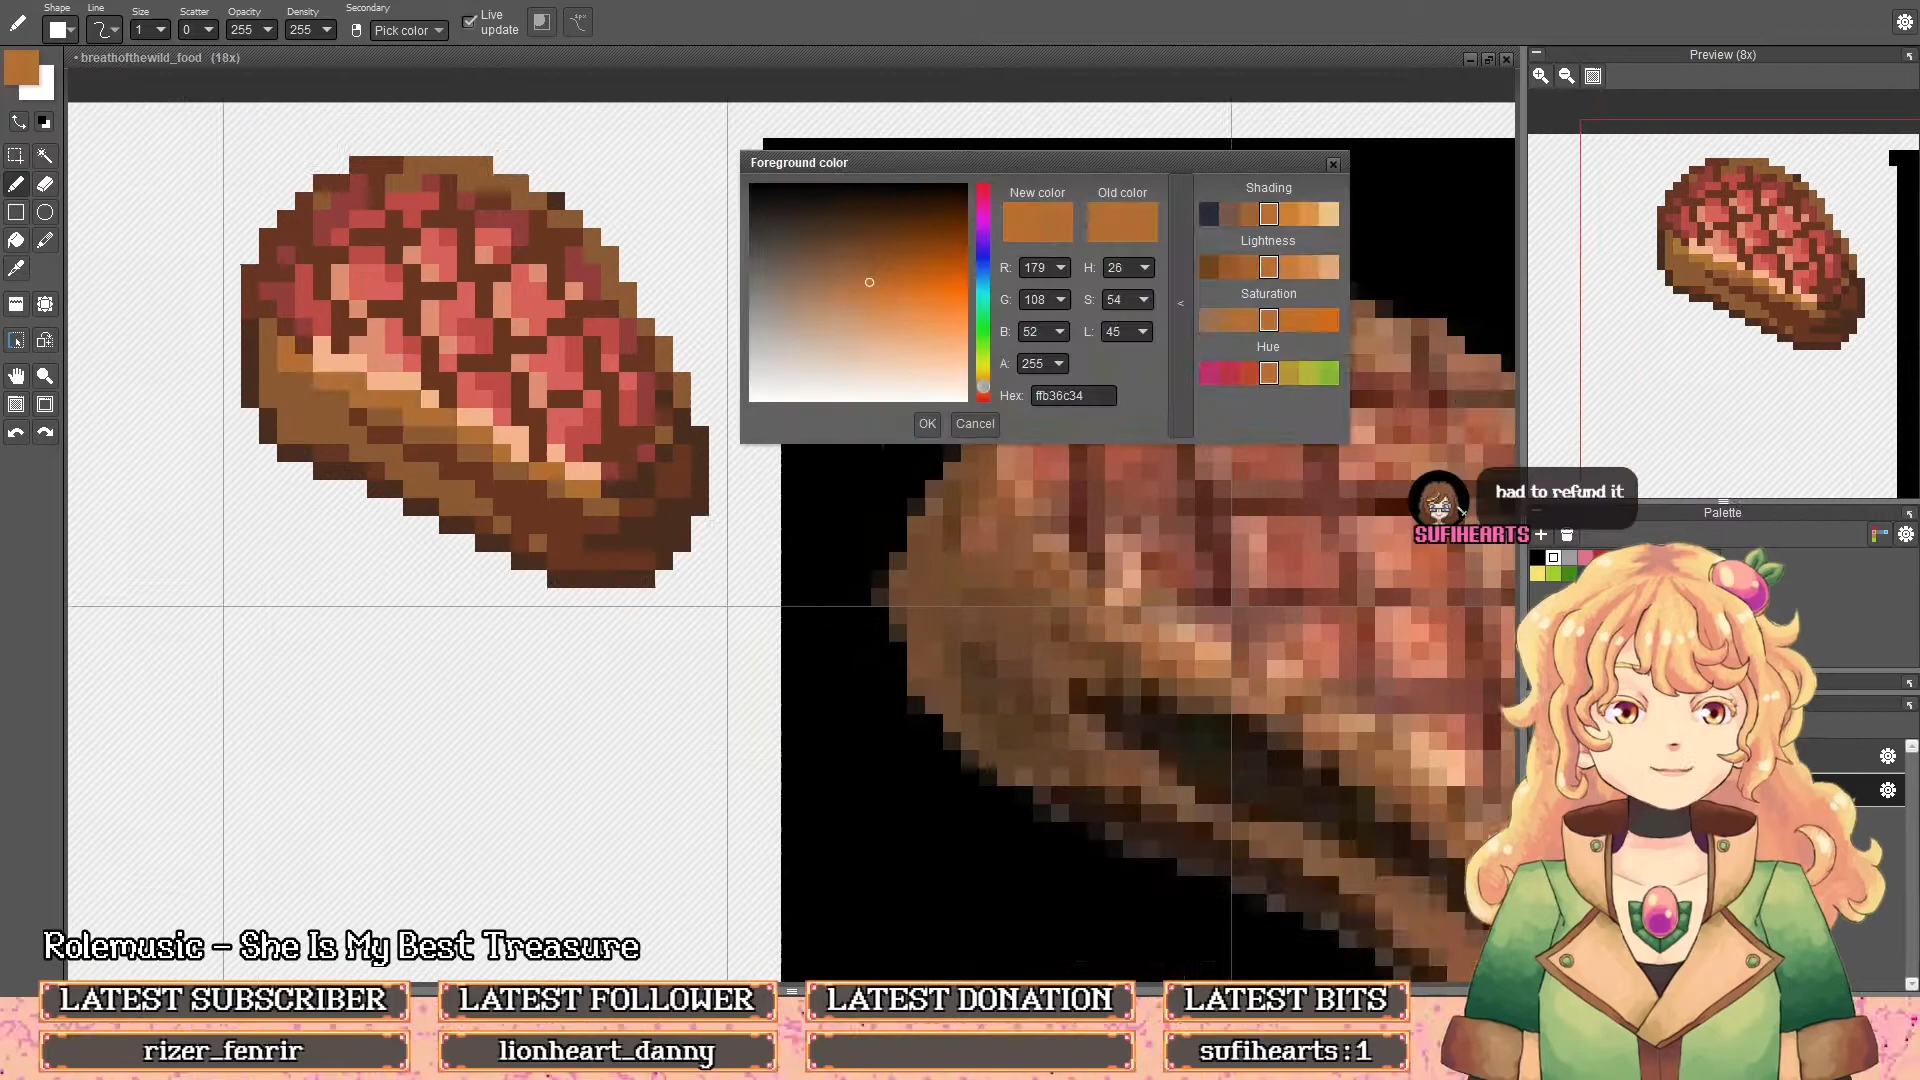 Shape
Line
Size
Scatter
Opacity
Density
Secondary
1
0
255
255
Pick color
Live
update
• breathofthewild_food (18x)
Preview (8x)
Foreground color
New color
Old color
Shading
Lightness
Saturation
Hue
R: 179
H: 26
G: 108
S: 54
B: 52
L: 45
A: 255
Hex: ffb36c34
<
OK
Cancel
had to refund it
SUFIHEARTS
Palette
Rolemusic - She Is My Best Treasure
LATEST SUBSCRIBER
LATEST FOLLOWER
LATEST DONATION
LATEST BITS
rizer_fenrir
lionheart_danny
sufihearts:1